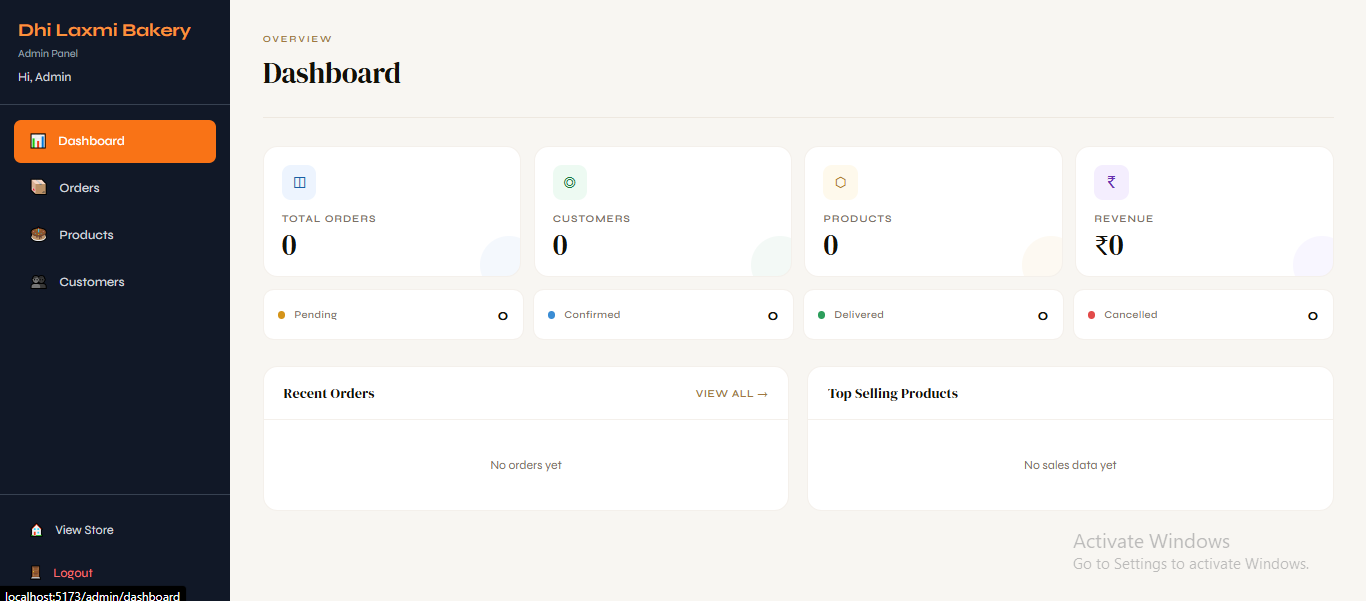 Dhi Laxmi Bakery
Admin Panel
Hi, Admin
Dashboard
Orders
Products
Customers
View Store
Logout
localhost:5173/admin/dashboard
OVERVIEW
Dashboard
TOTAL ORDERS
0
CUSTOMERS
0
PRODUCTS
0
₹
REVENUE
₹0
Pending 0
Confirmed 0
Delivered 0
Cancelled 0
Recent Orders VIEW ALL →
No orders yet
Top Selling Products
No sales data yet
Activate Windows
Go to Settings to activate Windows.